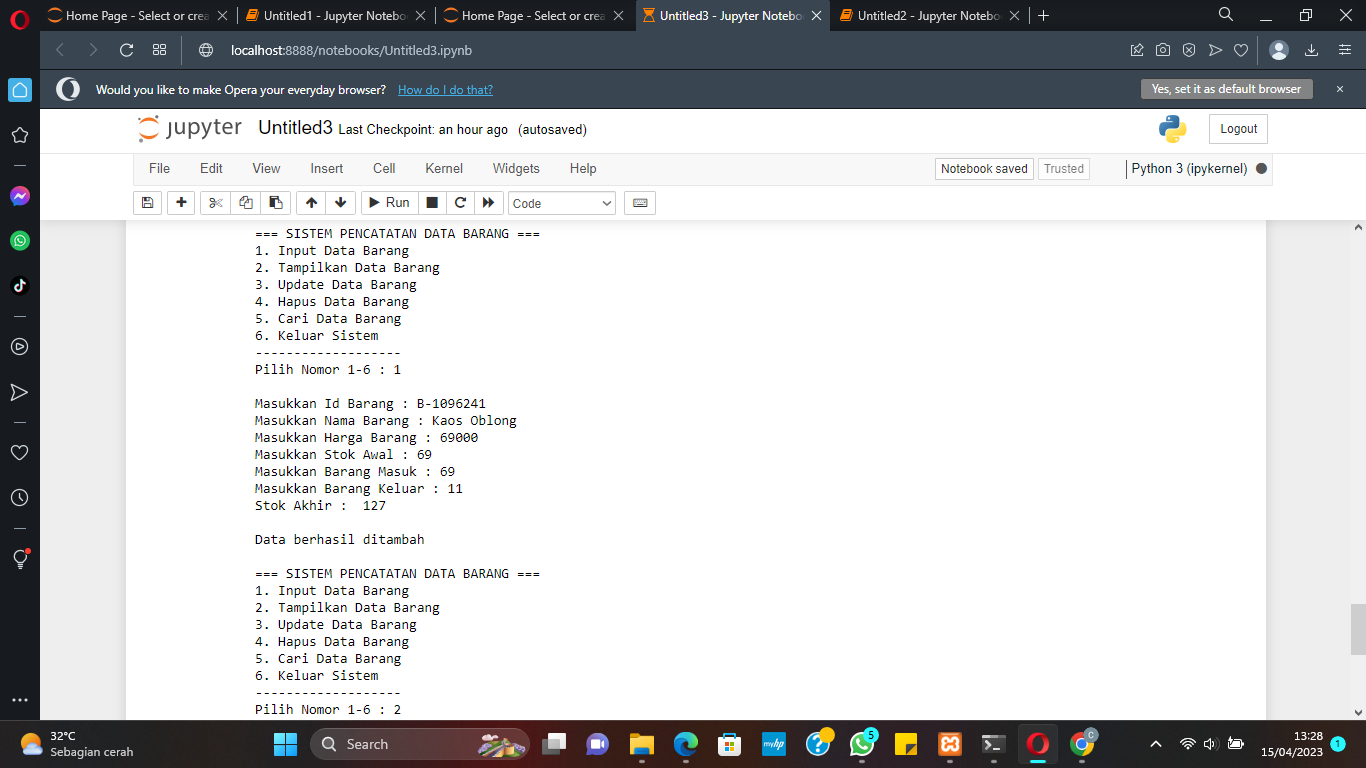 Home Page - Select or crea
Untitled1 - Jupyter Notebo
Home Page - Select or crea
Untitled3 - Jupyter Notebo
Untitled2 - Jupyter Notebo
localhost:8888/notebooks/Untitled3.ipynb
Would you like to make Opera your everyday browser? How do I do that?
Yes, set it as default browser
jupyter Untitled3 Last Checkpoint: an hour ago (autosaved)
Logout
File Edit View Insert Cell Kernel Widgets Help
Notebook saved Trusted Python 3 (ipykernel)
Run Code
=== SISTEM PENCATATAN DATA BARANG ===
1. Input Data Barang
2. Tampilkan Data Barang
3. Update Data Barang
4. Hapus Data Barang
5. Cari Data Barang
6. Keluar Sistem
-------------------
Pilih Nomor 1-6 : 1
Masukkan Id Barang : B-1096241
Masukkan Nama Barang : Kaos Oblong
Masukkan Harga Barang : 69000
Masukkan Stok Awal : 69
Masukkan Barang Masuk : 69
Masukkan Barang Keluar : 11
Stok Akhir :  127
Data berhasil ditambah
=== SISTEM PENCATATAN DATA BARANG ===
1. Input Data Barang
2. Tampilkan Data Barang
3. Update Data Barang
4. Hapus Data Barang
5. Cari Data Barang
6. Keluar Sistem
-------------------
Pilih Nomor 1-6 : 2
32°C
Sebagian cerah
Search
myhp
5
C
13:28
15/04/2023
1